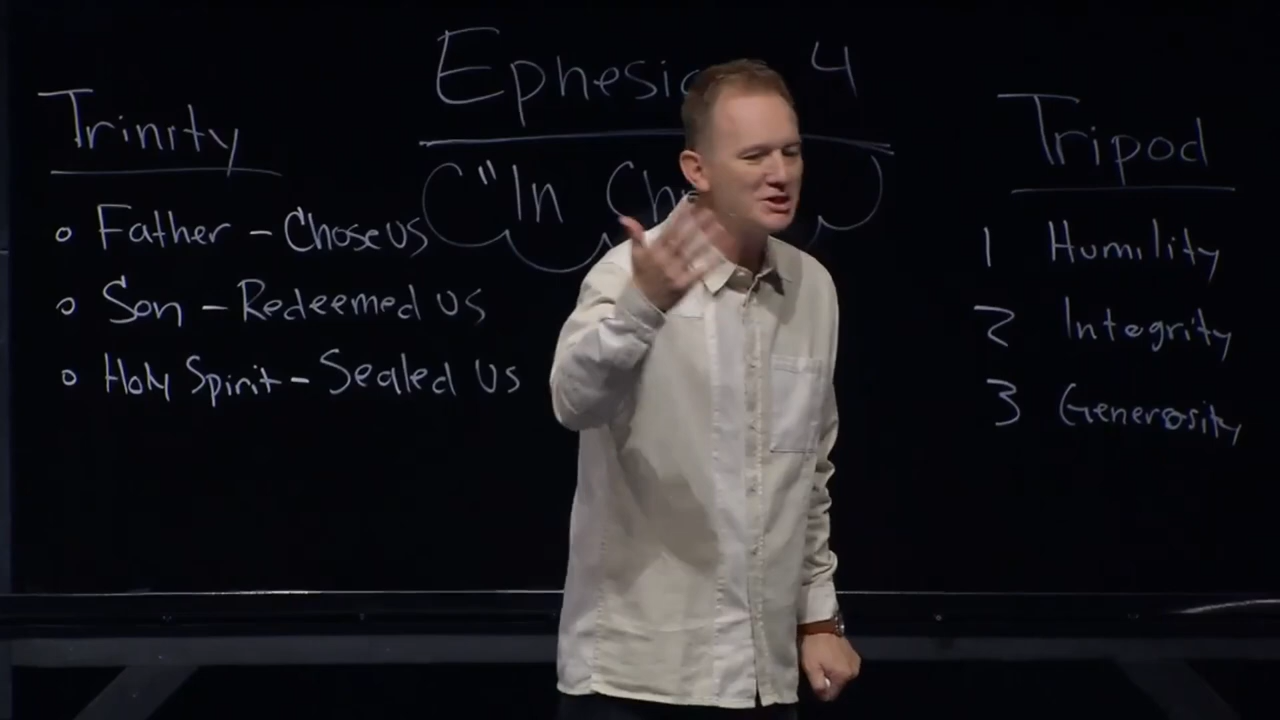 Trinity
o Father - Chose us
o Son - Redeemed us
o Holy Spirit - Sealed us
Ephesia 4
"In Ch
Tripod
1 Humility
2 Integrity
3 Generosity